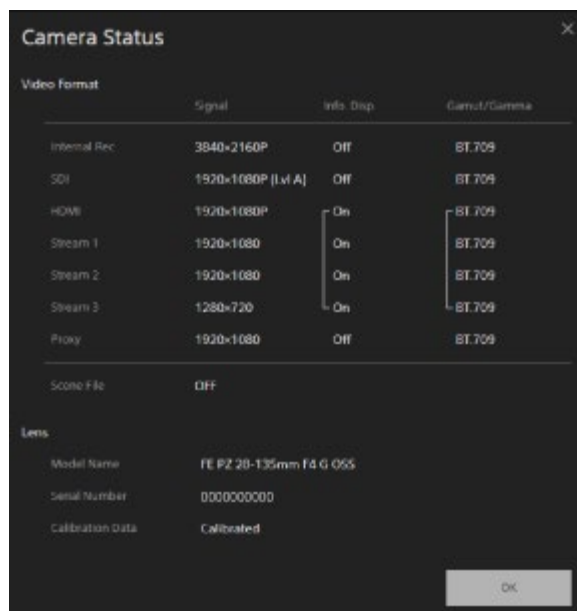 Camera Status
Video Format
Signal Info. Disp Gamut/Gamma
Internal Rec 3840×2160P Off BT.709
SDI 1920×1080P (Lvl A) Off BT.709
HDMI 1920×1080P On BT.709
Stream 1 1920×1080 On BT.709
Stream 2 1920×1080 On BT.709
Stream 3 1280×720 On BT.709
Proxy 1920×1080 Off BT.709
Scene File OFF
Lens
Model Name FE PZ 28-135mm F4 G OSS
Serial Number 0000000000
Calibration Data Calibrated
OK